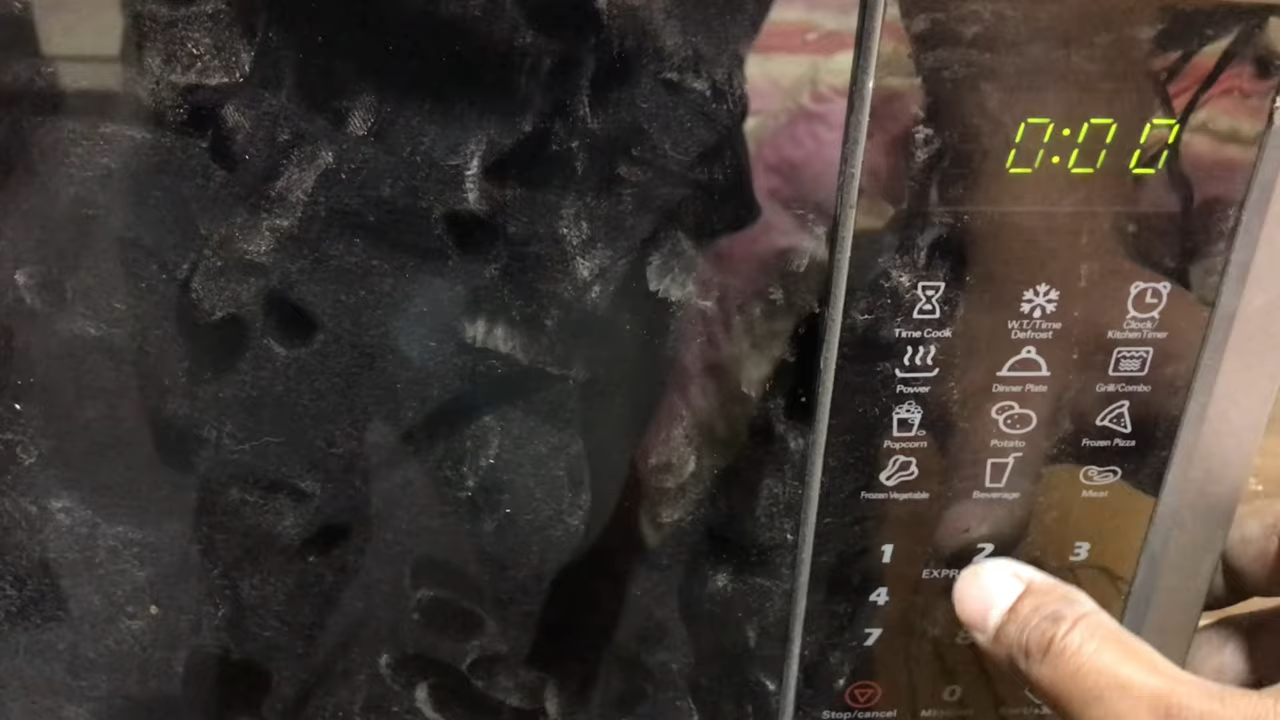 0:00
Time Cook
W.T./Time Defrost
Clock/ Kitchen Timer
Power
Dinner Plate
Grill/Combo
Popcorn
Potato
Frozen Pizza
Frozen Vegetable
Beverage
Meat
1 2 3
4
7 8
0
Stop/cancel